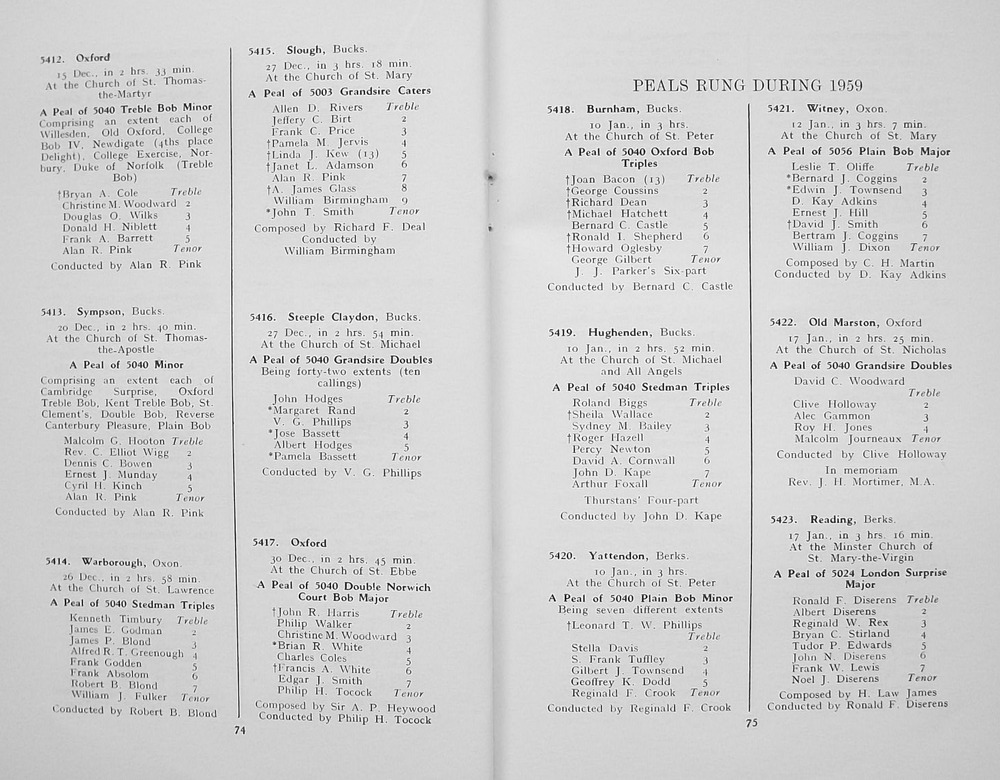 5412. Oxford
15 Dec., in 2 hrs. 33 min.
At the Church of St. Thomas-
the-Martyr
A Peal of 5040 Treble Bob Minor
Comprising an extent each of
Willesden, Old Oxford, College
Bob IV, Newdigate (4ths place
Delight), College Exercise, Nor-
bury, Duke of Norfolk (Treble
Bob)
†Bryan A. Cole Treble
Christine M. Woodward 2
Douglas O. Wilks 3
Donald H. Niblett 4
Frank A. Barrett 5
Alan R. Pink Tenor
Conducted by Alan R. Pink
5413. Sympson, Bucks.
20 Dec., in 2 hrs. 40 min.
At the Church of St. Thomas-
the-Apostle
A Peal of 5040 Minor
Comprising an extent each of
Cambridge Surprise, Oxford
Treble Bob, Kent Treble Bob, St.
Clement's, Double Bob, Reverse
Canterbury Pleasure, Plain Bob
Malcolm G. Hooton Treble
Rev. C. Elliot Wigg 2
Dennis C. Bowen 3
Ernest J. Munday 4
Cyril H. Kinch 5
Alan R. Pink Tenor
Conducted by Alan R. Pink
5414. Warborough, Oxon.
26 Dec., in 2 hrs. 58 min.
At the Church of St. Lawrence
A Peal of 5040 Stedman Triples
Kenneth Timbury Treble
James E. Godman 2
James P. Blond 3
Alfred R. T. Greenough 4
Frank Godden 5
Frank Absolom 6
Robert B. Blond 7
William J. Fulker Tenor
Conducted by Robert B. Blond
5415. Slough, Bucks.
27 Dec., in 3 hrs. 18 min.
At the Church of St. Mary
A Peal of 5003 Grandsire Caters
Allen D. Rivers Treble
Jeffery C. Birt 2
Frank C. Price 3
†Pamela M. Jervis 4
†Linda J. Kew (13) 5
†Janet L. Adamson 6
Alan R. Pink 7
†A. James Glass 8
William Birmingham 9
*John T. Smith Tenor
Composed by Richard F. Deal
Conducted by
William Birmingham
5416. Steeple Claydon, Bucks.
27 Dec., in 2 hrs. 54 min.
At the Church of St. Michael
A Peal of 5040 Grandsire Doubles
Being forty-two extents (ten
callings)
John Hodges Treble
*Margaret Rand 2
V. G. Phillips 3
*Jose Bassett 4
Albert Hodges 5
*Pamela Bassett Tenor
Conducted by V. G. Phillips
5417. Oxford
30 Dec., in 2 hrs. 45 min.
At the Church of St. Ebbe
A Peal of 5040 Double Norwich
Court Bob Major
†John R. Harris Treble
Philip Walker 2
Christine M. Woodward 3
*Brian R. White 4
Charles Coles 5
†Francis A. White 6
Edgar J. Smith 7
Philip H. Tocock Tenor
Composed by Sir A. P. Heywood
Conducted by Philip H. Tocock
74
PEALS RUNG DURING 1959
5418. Burnham, Bucks.
10 Jan., in 3 hrs.
At the Church of St. Peter
A Peal of 5040 Oxford Bob
Triples
†Joan Bacon (13) Treble
†George Coussins 2
†Richard Dean 3
†Michael Hatchett 4
Bernard C. Castle 5
†Ronald I. Shepherd 6
†Howard Oglesby 7
George Gilbert Tenor
J. J. Parker's Six-part
Conducted by Bernard C. Castle
5419. Hughenden, Bucks.
10 Jan., in 2 hrs. 52 min.
At the Church of St. Michael
and All Angels
A Peal of 5040 Stedman Triples
Roland Biggs Treble
†Sheila Wallace 2
Sydney M. Bailey 3
†Roger Hazell 4
Percy Newton 5
David A. Cornwall 6
John D. Kape 7
Arthur Foxall Tenor
Thurstans' Four-part
Conducted by John D. Kape
5420. Yattendon, Berks.
10 Jan., in 3 hrs.
At the Church of St. Peter
A Peal of 5040 Plain Bob Minor
Being seven different extents
†Leonard T. W. Phillips
Treble
Stella Davis 2
S. Frank Tuffley 3
Gilbert J. Townsend 4
Geoffrey K. Dodd 5
Reginald F. Crook Tenor
Conducted by Reginald F. Crook
5421. Witney, Oxon.
12 Jan., in 3 hrs. 7 min.
At the Church of St. Mary
A Peal of 5056 Plain Bob Major
Leslie T. Oliffe Treble
*Bernard J. Coggins 2
*Edwin J. Townsend 3
D. Kay Adkins 4
Ernest J. Hill 5
†David J. Smith 6
Bertram J. Coggins 7
William J. Dixon Tenor
Composed by C. H. Martin
Conducted by D. Kay Adkins
5422. Old Marston, Oxford
17 Jan., in 2 hrs. 25 min.
At the Church of St. Nicholas
A Peal of 5040 Grandsire Doubles
David C. Woodward
Treble
Clive Holloway 2
Alec Gammon 3
Roy H. Jones 4
Malcolm Journeaux Tenor
Conducted by Clive Holloway
In memoriam
Rev. J. H. Mortimer, M.A.
5423. Reading, Berks.
17 Jan., in 3 hrs. 16 min.
At the Minster Church of
St. Mary-the-Virgin
A Peal of 5024 London Surprise
Major
Ronald F. Diserens Treble
Albert Diserens 2
Reginald W. Rex 3
Bryan C. Stirland 4
Tudor P. Edwards 5
John N. Diserens 6
Frank W. Lewis 7
Noel J. Diserens Tenor
Composed by H. Law James
Conducted by Ronald F. Diserens
75